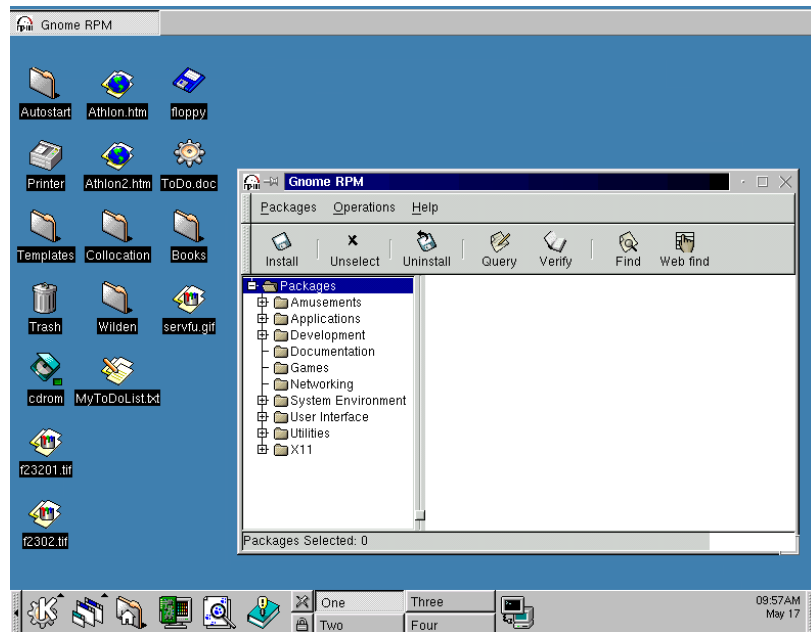 Gnome RPM
Autostart Athlon.htm floppy
Printer Athlon2.htm ToDo.doc
Templates Collocation Books
Trash Wilden servfu.gif
cdrom MyToDoList.txt
f23201.tif
f2302.tif
Gnome RPM
Packages Operations Help
Install Unselect Uninstall Query Verify Find Web find
Packages
Amusements
Applications
Development
Documentation
Games
Networking
System Environment
User Interface
Utilities
X11
Packages Selected: 0
One Three
Two Four
09:57AM
May 17